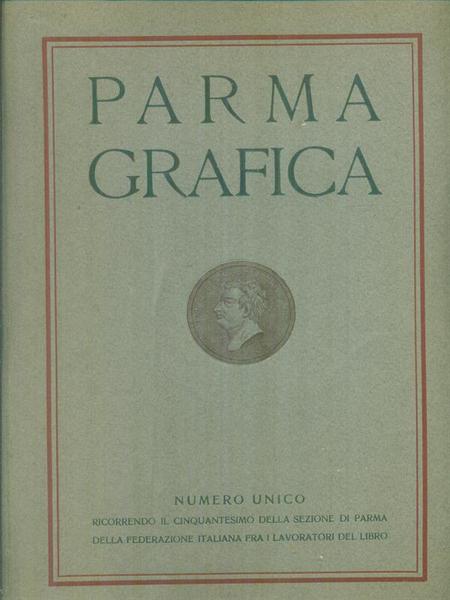 PARMA
GRAFICA
NUMERO UNICO
RICORRENDO IL CINQUANTESIMO DELLA SEZIONE DI PARMA
DELLA FEDERAZIONE ITALIANA FRA I LAVORATORI DEL LIBRO